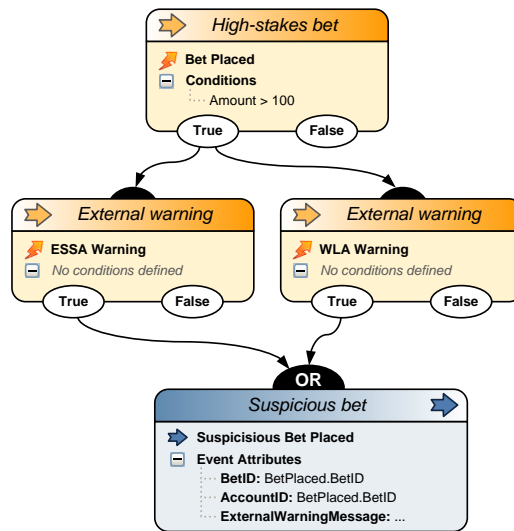 High-stakes bet
Bet Placed
Conditions
Amount > 100
True False
External warning
ESSA Warning
No conditions defined
True False
External warning
WLA Warning
No conditions defined
True False
OR
Suspicious bet
Suspicisious Bet Placed
Event Attributes
BetID: BetPlaced.BetID
AccountID: BetPlaced.BetID
ExternalWarningMessage: ...